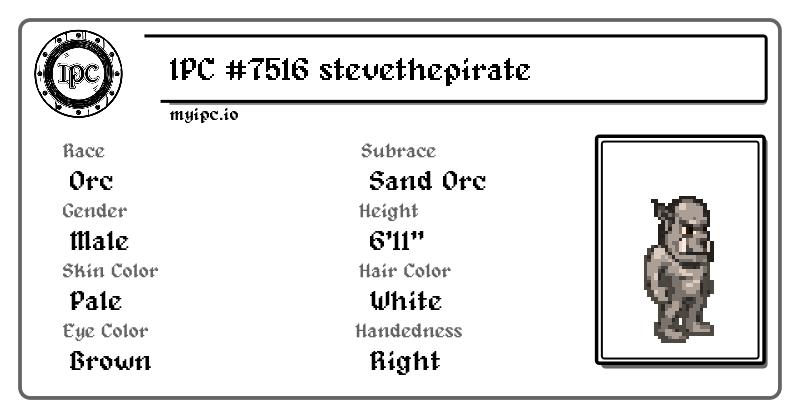 IPC
IPC #7516 stevethepirate
myipc.io
Race
Orc
Subrace
Sand Orc
Gender
Male
Height
6'11"
Skin Color
Pale
Hair Color
White
Eye Color
Brown
Handedness
Right